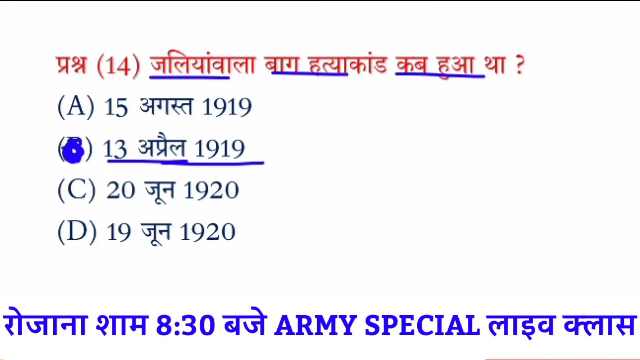 प्रश्न (14) जलियांवाला बाग हत्याकांड कब हुआ था ?
(A) 15 अगस्त 1919
(B) 13 अप्रैल 1919
(C) 20 जून 1920
(D) 19 जून 1920
रोजाना शाम 8:30 बजे ARMY SPECIAL लाइव क्लास